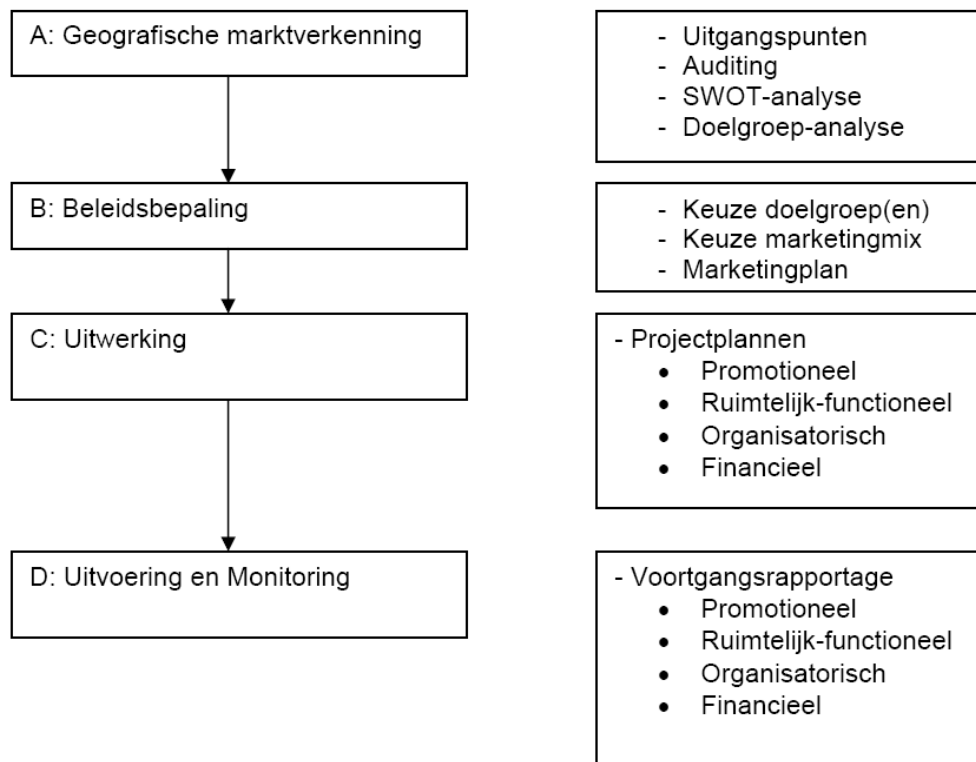 A: Geografische marktverkenning
- Uitgangspunten
- Auditing
- SWOT-analyse
- Doelgroep-analyse
B: Beleidsbepaling
- Keuze doelgroep(en)
- Keuze marketingmix
- Marketingplan
C: Uitwerking
- Projectplannen
• Promotioneel
• Ruimtelijk-functioneel
• Organisatorisch
• Financieel
D: Uitvoering en Monitoring
- Voortgangsrapportage
• Promotioneel
• Ruimtelijk-functioneel
• Organisatorisch
• Financieel